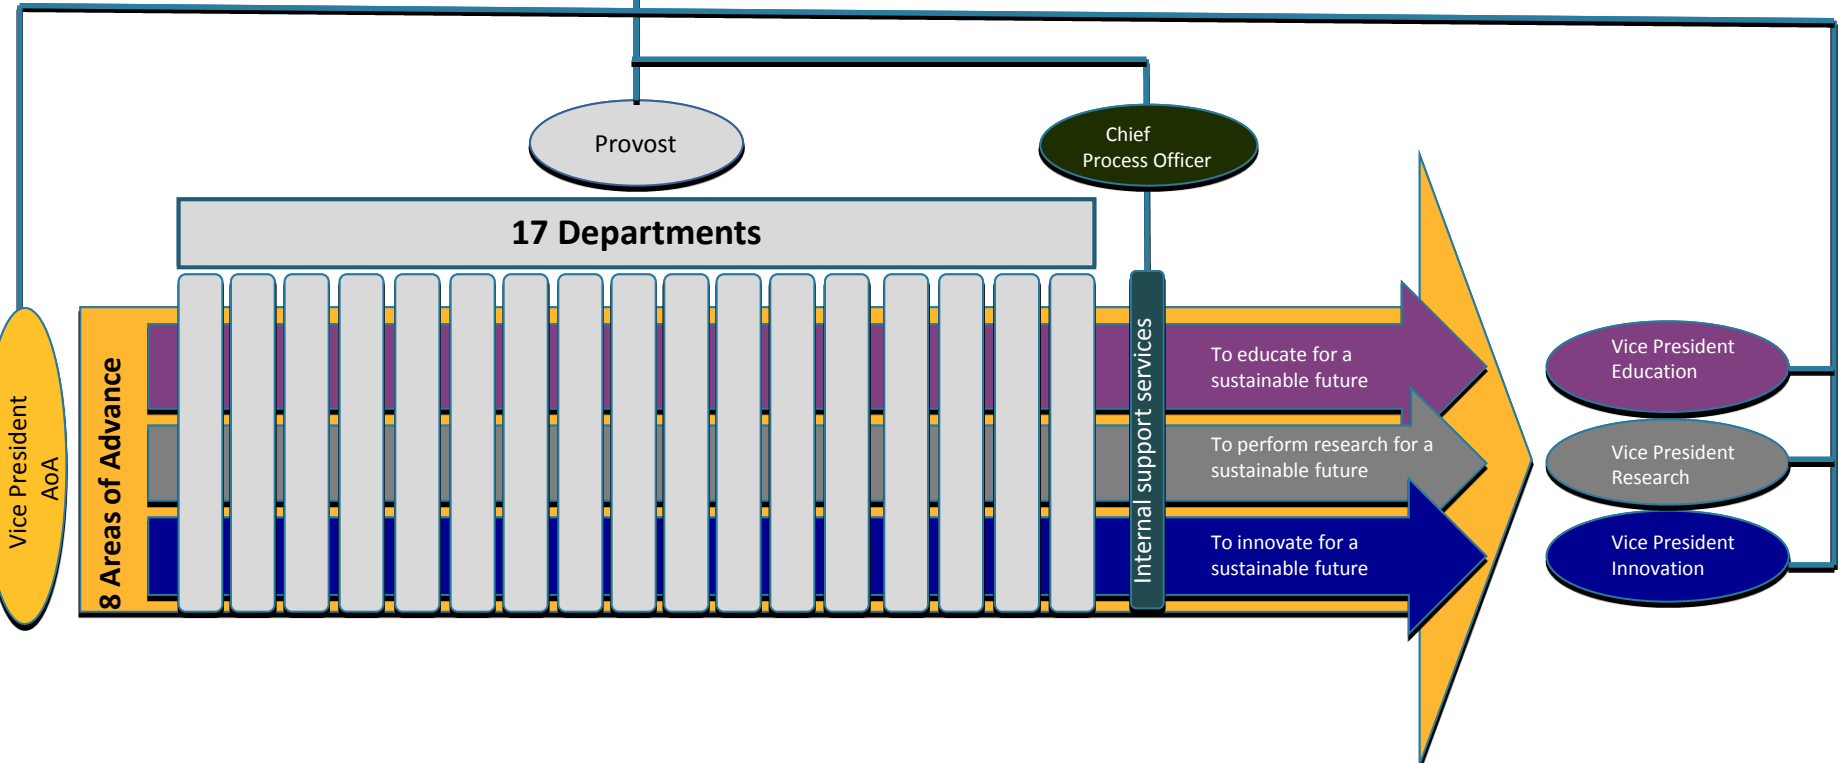 Provost
Chief
Process Officer
17 Departments
Vice President
AoA
8 Areas of Advance
Internal support services
To educate for a
sustainable future
To perform research for a
sustainable future
To innovate for a
sustainable future
Vice President
Education
Vice President
Research
Vice President
Innovation